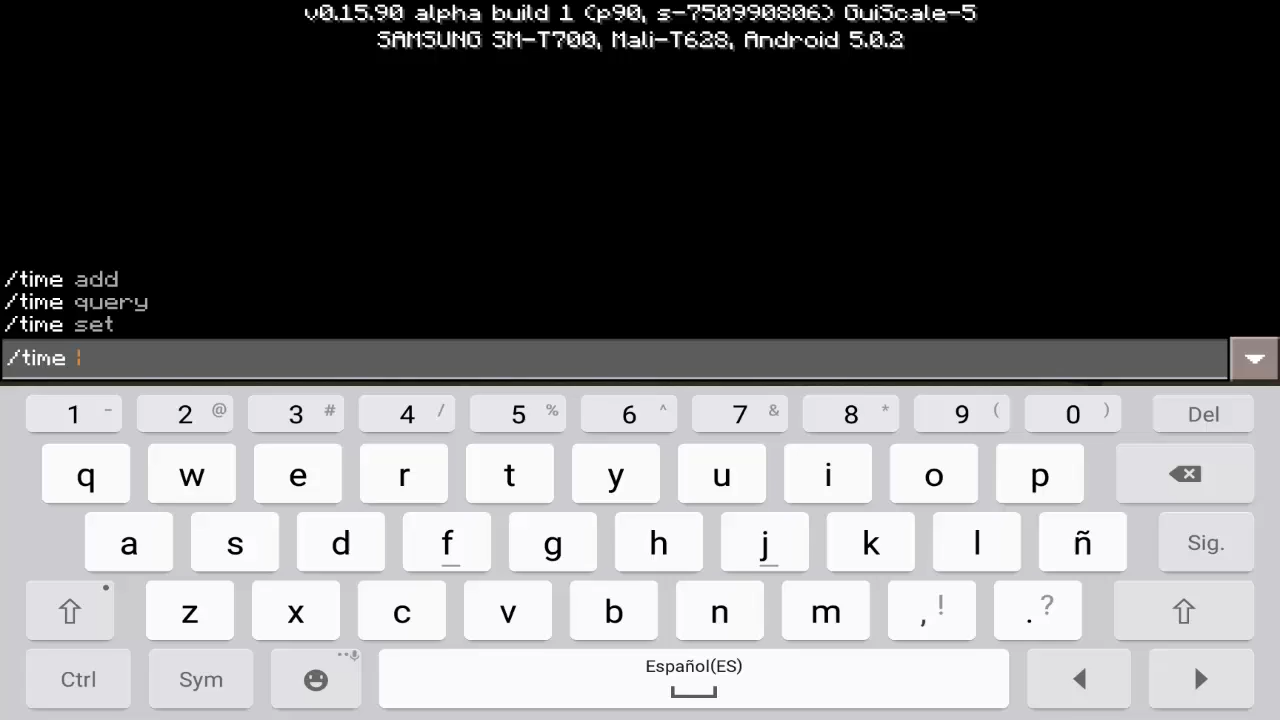 v0.15.90 alpha build 1 (p90, s-750990806) GuiScale-5
SAMSUNG SM-T700, Mali-T628, Android 5.0.2
/time add
/time query
/time set
/time
1 - 2 @ 3 # 4 / 5 % 6 ^ 7 & 8 * 9 ( 0 ) Del
q w e r t y u i o p
a s d f g h j k l ñ Sig.
z x c v b n m , ! . ?
Ctrl Sym Español(ES)